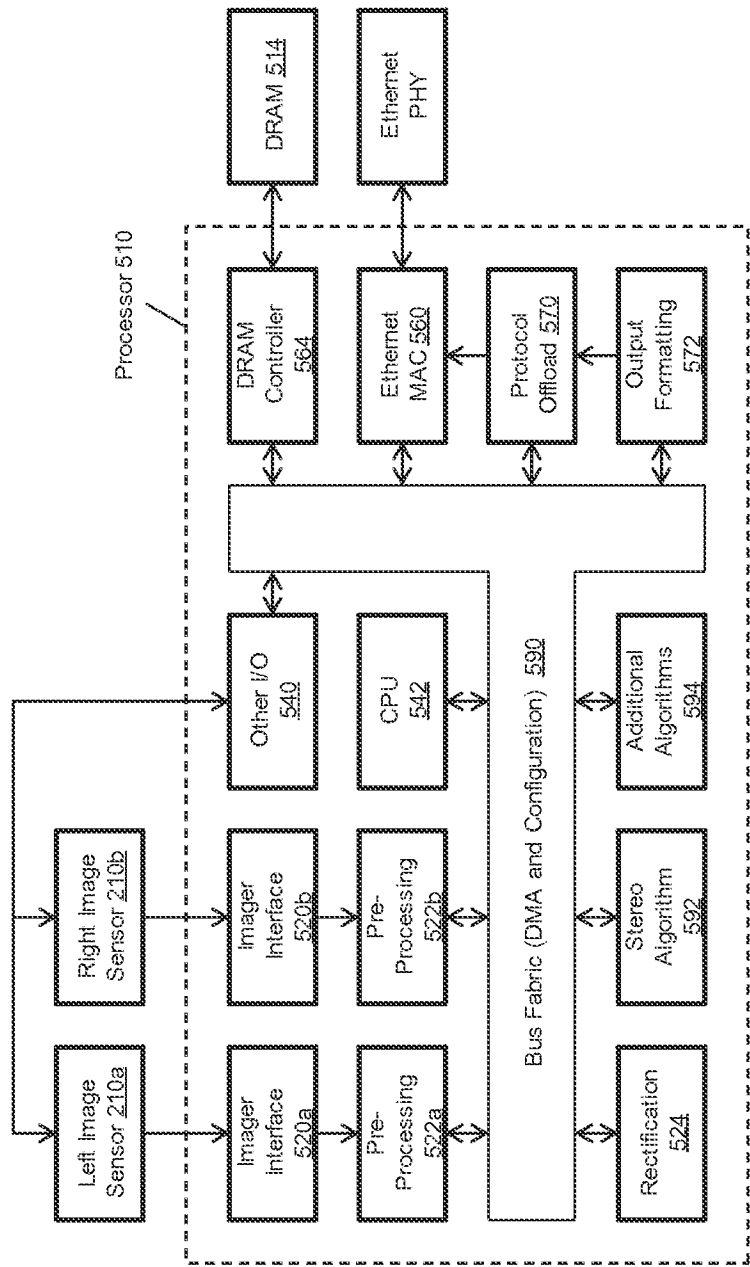 Left Image
Sensor 210a
Right Image
Sensor 210b
Processor 510
Imager
Interface
520a
Imager
Interface
520b
Other I/O
540
DRAM
Controller
564
DRAM 514
Pre-
Processing
522a
Pre-
Processing
522b
CPU
542
Ethernet
MAC 560
Ethernet
PHY
Bus Fabric (DMA and Configuration) 590
Protocol
Offload 570
Rectification
524
Stereo
Algorithm
592
Additional
Algorithms
594
Output
Formatting
572